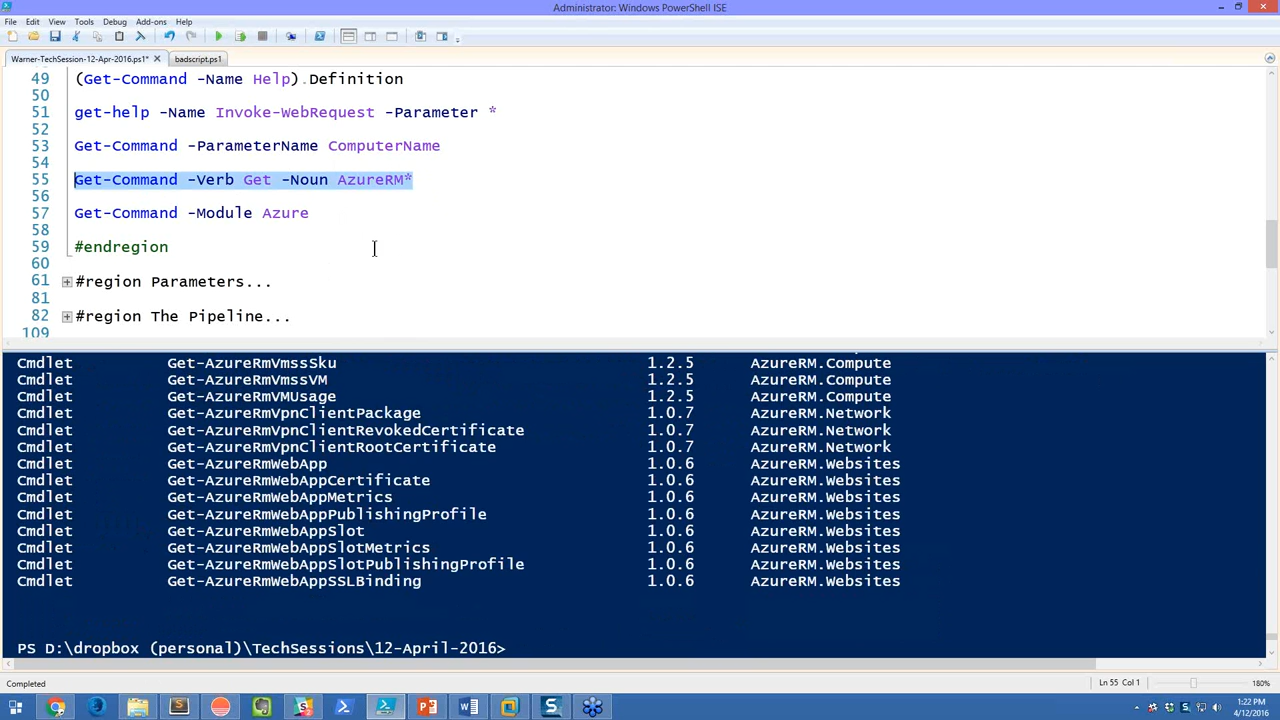 Administrator: Windows PowerShell ISE
File Edit View Tools Debug Add-ons Help
Warner-TechSession-12-Apr-2016.ps1* badscript.ps1
49 (Get-Command -Name Help).Definition
50
51 get-help -Name Invoke-WebRequest -Parameter *
52
53 Get-Command -ParameterName ComputerName
54
55 Get-Command -Verb Get -Noun AzureRM*
56
57 Get-Command -Module Azure
58
59 #endregion
60
61 #region Parameters...
81
82 #region The Pipeline...
109
Cmdlet Get-AzureRmVmssSku 1.2.5 AzureRM.Compute
Cmdlet Get-AzureRmVmssVM 1.2.5 AzureRM.Compute
Cmdlet Get-AzureRmVMUsage 1.2.5 AzureRM.Compute
Cmdlet Get-AzureRmVpnClientPackage 1.0.7 AzureRM.Network
Cmdlet Get-AzureRmVpnClientRevokedCertificate 1.0.7 AzureRM.Network
Cmdlet Get-AzureRmVpnClientRootCertificate 1.0.7 AzureRM.Network
Cmdlet Get-AzureRmWebApp 1.0.6 AzureRM.Websites
Cmdlet Get-AzureRmWebAppCertificate 1.0.6 AzureRM.Websites
Cmdlet Get-AzureRmWebAppMetrics 1.0.6 AzureRM.Websites
Cmdlet Get-AzureRmWebAppPublishingProfile 1.0.6 AzureRM.Websites
Cmdlet Get-AzureRmWebAppSlot 1.0.6 AzureRM.Websites
Cmdlet Get-AzureRmWebAppSlotMetrics 1.0.6 AzureRM.Websites
Cmdlet Get-AzureRmWebAppSlotPublishingProfile 1.0.6 AzureRM.Websites
Cmdlet Get-AzureRmWebAppSSLBinding 1.0.6 AzureRM.Websites
PS D:\dropbox (personal)\TechSessions\12-April-2016>
Completed Ln 55 Col 1 180%
1:22 PM
4/12/2016